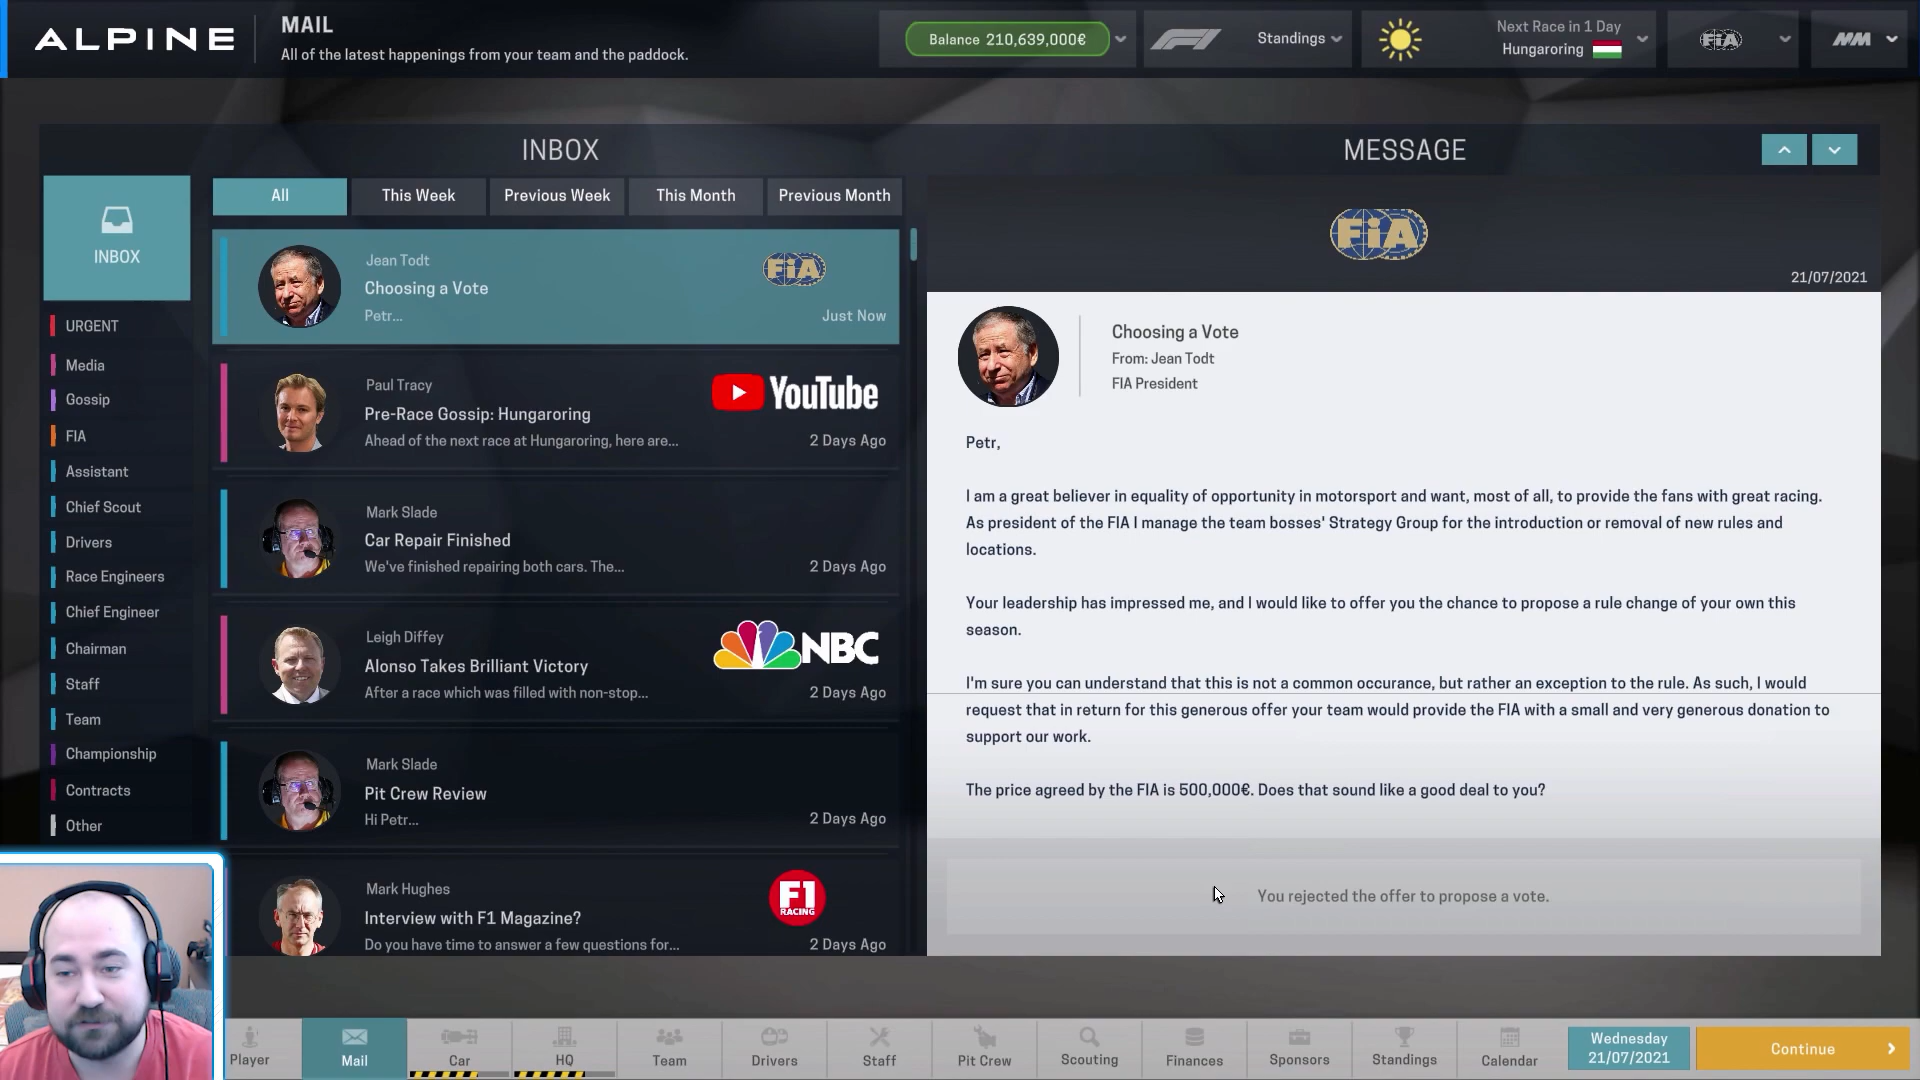 ALPINE
MAIL
All of the latest happenings from your team and the paddock.
Balance 210,639,000€
Standings
Next Race in 1 Day
Hungaroring
FiA
MM
INBOX
MESSAGE
INBOX
All
This Week
Previous Week
This Month
Previous Month
URGENT
Media
Gossip
FIA
Assistant
Chief Scout
Drivers
Race Engineers
Chief Engineer
Chairman
Staff
Team
Championship
Contracts
Other
Jean Todt
Choosing a Vote
Petr...
FiA
Just Now
Paul Tracy
Pre-Race Gossip: Hungaroring
Ahead of the next race at Hungaroring, here are...
YouTube
2 Days Ago
Mark Slade
Car Repair Finished
We've finished repairing both cars. The...
2 Days Ago
Leigh Diffey
Alonso Takes Brilliant Victory
After a race which was filled with non-stop...
NBC
2 Days Ago
Mark Slade
Pit Crew Review
Hi Petr...
2 Days Ago
Mark Hughes
Interview with F1 Magazine?
Do you have time to answer a few questions for...
F1
RACING
2 Days Ago
FiA
21/07/2021
Choosing a Vote
From: Jean Todt
FIA President
Petr,
I am a great believer in equality of opportunity in motorsport and want, most of all, to provide the fans with great racing.
As president of the FIA I manage the team bosses' Strategy Group for the introduction or removal of new rules and
locations.
Your leadership has impressed me, and I would like to offer you the chance to propose a rule change of your own this
season.
I'm sure you can understand that this is not a common occurance, but rather an exception to the rule. As such, I would
request that in return for this generous offer your team would provide the FIA with a small and very generous donation to
support our work.
The price agreed by the FIA is 500,000€. Does that sound like a good deal to you?
You rejected the offer to propose a vote.
Player
Mail
Car
HQ
Team
Drivers
Staff
Pit Crew
Scouting
Finances
Sponsors
Standings
Calendar
Wednesday
21/07/2021
Continue